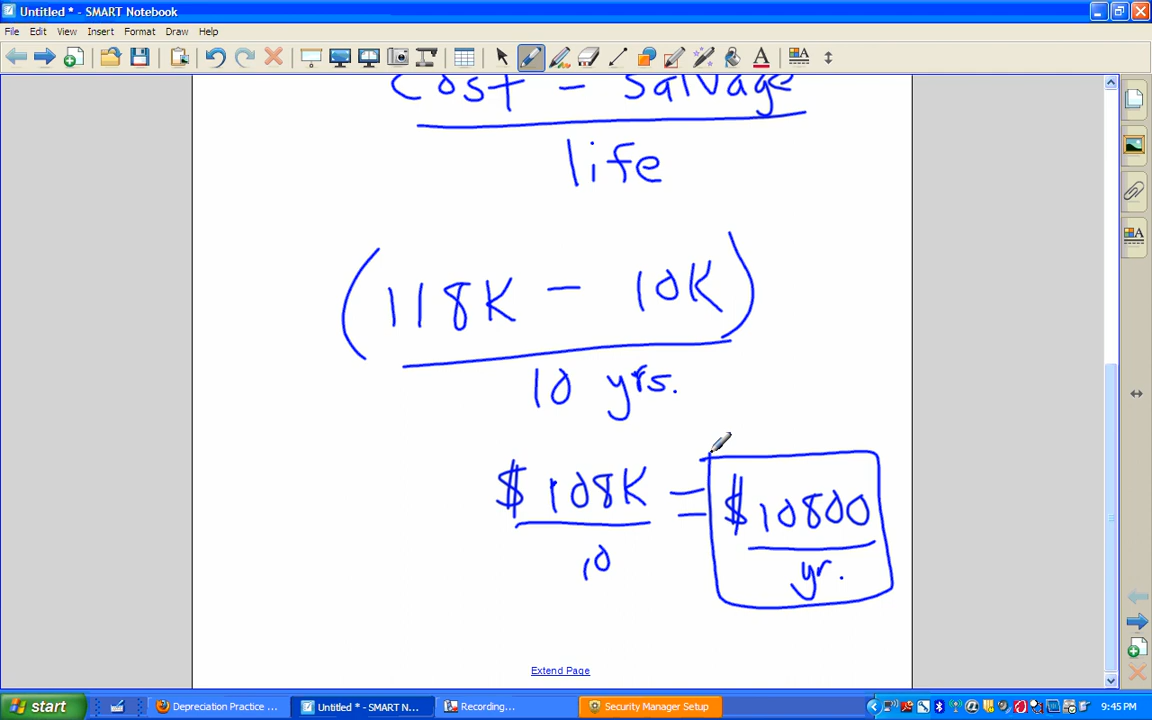 Untitled * - SMART Notebook
File Edit View Insert Format Draw Help
Cost - Salvage
life
(118K - 10K)
10 yrs.
$108K = $10800
10 yr.
Extend Page
start Depreciation Practice ... Untitled * - SMART N... Recording... Security Manager Setup 9:45 PM